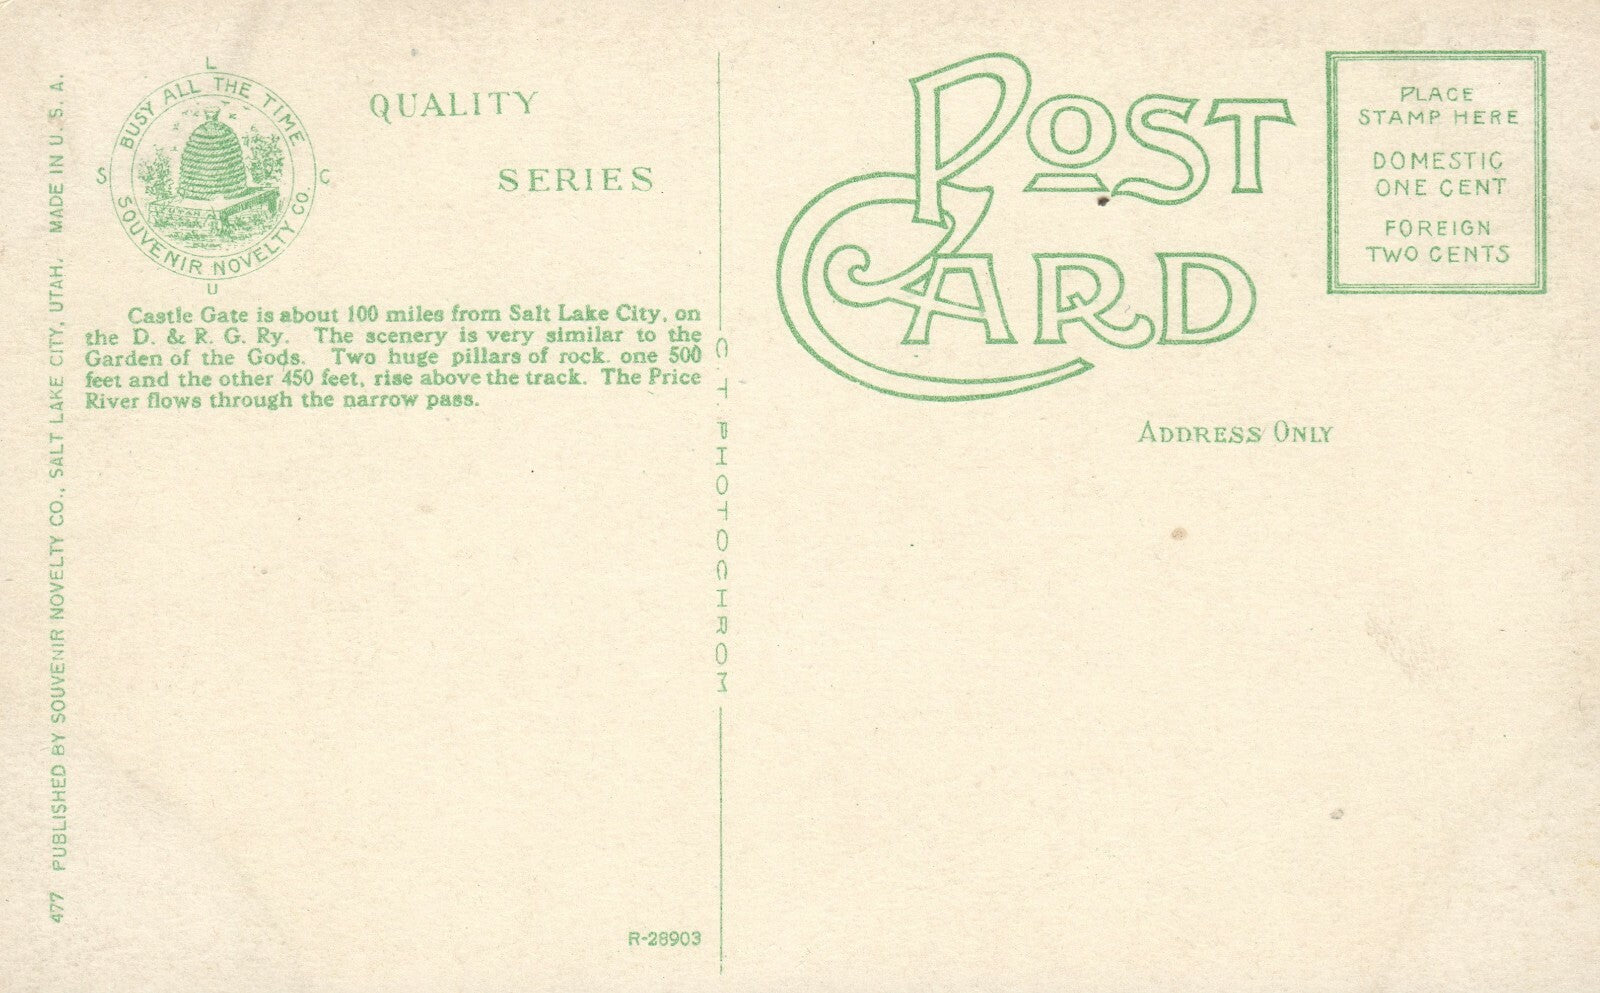 L
BUSY ALL THE TIME
S C
SOUVENIR NOVELTY CO.
U
UTAH
QUALITY
SERIES
Castle Gate is about 100 miles from Salt Lake City, on
the D. & R. G. Ry. The scenery is very similar to the
Garden of the Gods. Two huge pillars of rock, one 500
feet and the other 450 feet, rise above the track. The Price
River flows through the narrow pass.
477 PUBLISHED BY SOUVENIR NOVELTY CO., SALT LAKE CITY, UTAH. MADE IN U. S. A.
R-28903
C T PHOTOCHROM
POST
CARD
ADDRESS ONLY
PLACE
STAMP HERE
DOMESTIC
ONE CENT
FOREIGN
TWO CENTS